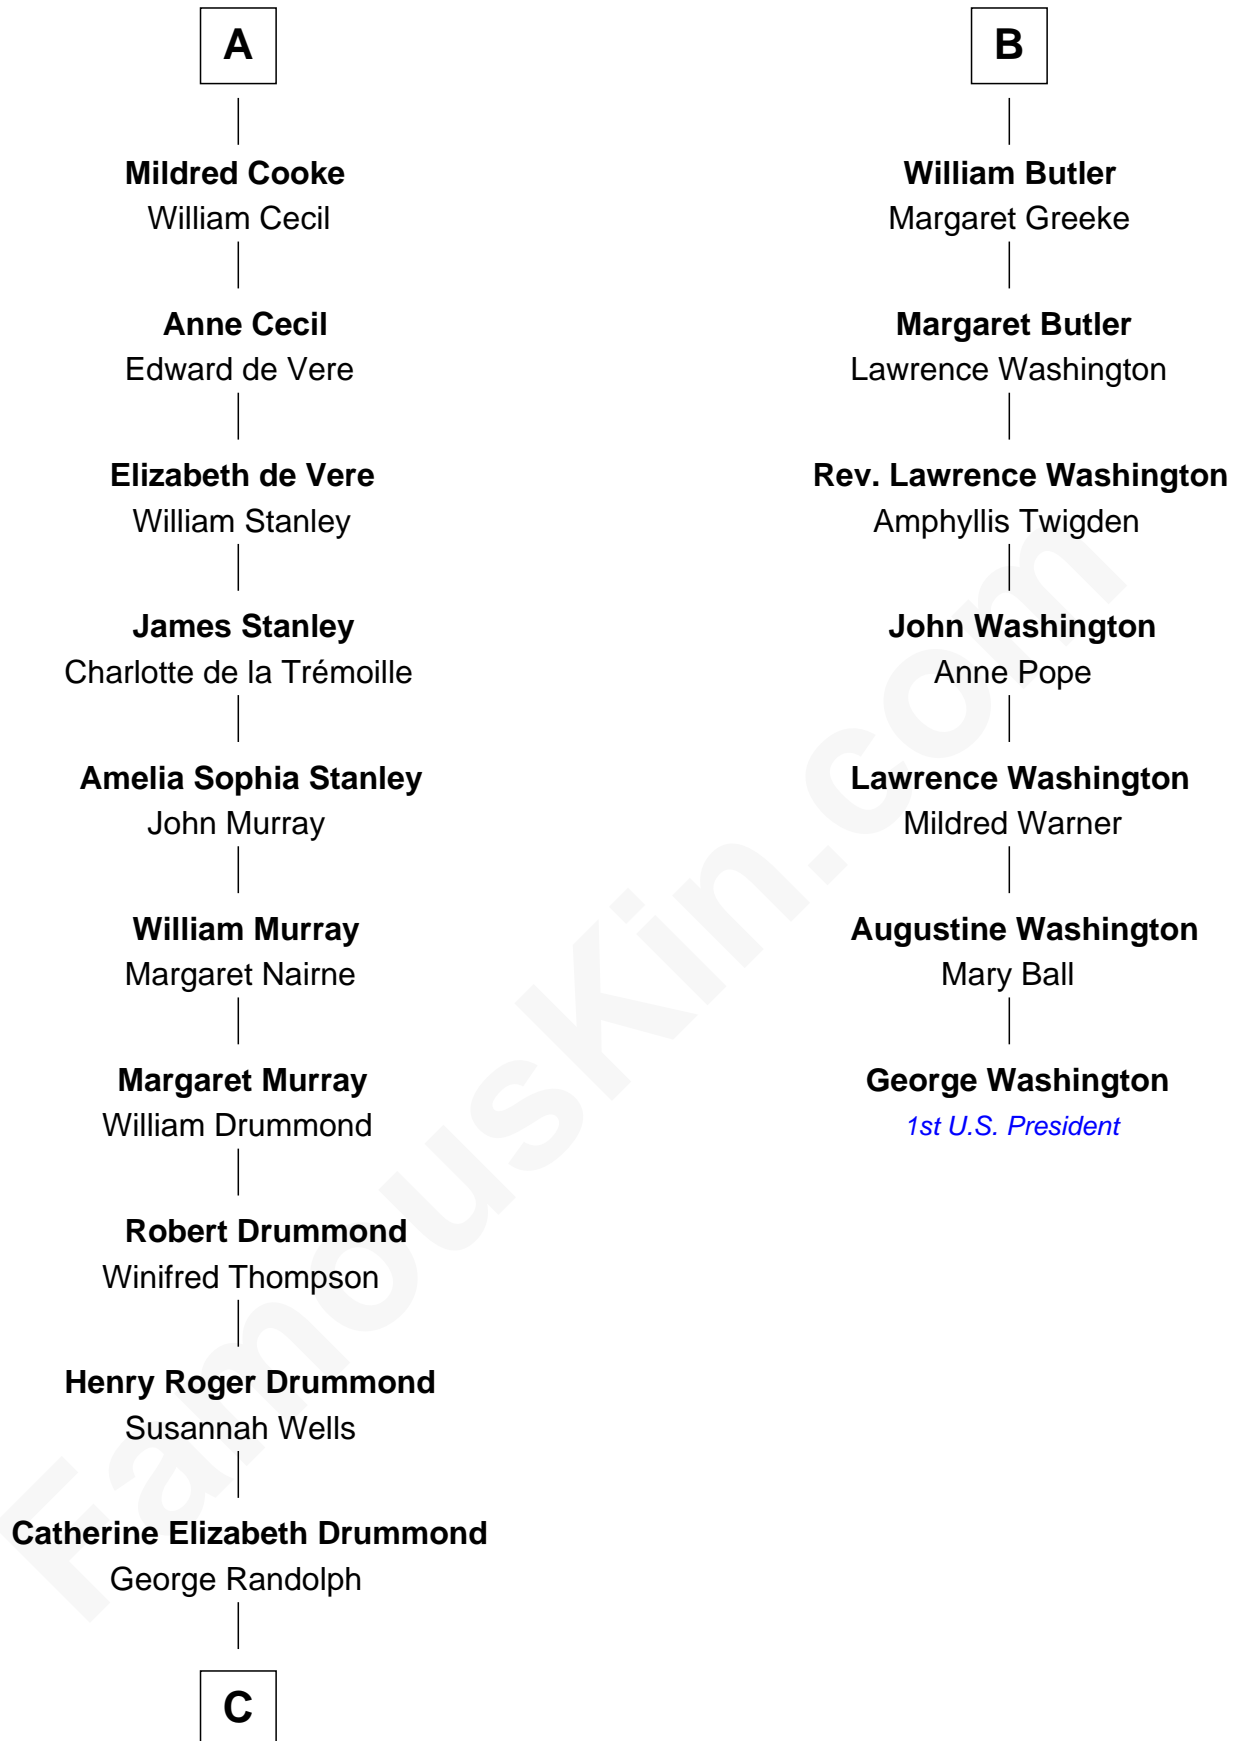 A
Mildred Cooke
William Cecil
Anne Cecil
Edward de Vere
Elizabeth de Vere
William Stanley
James Stanley
Charlotte de la Trémoille
Amelia Sophia Stanley
John Murray
William Murray
Margaret Nairne
Margaret Murray
William Drummond
Robert Drummond
Winifred Thompson
Henry Roger Drummond
Susannah Wells
Catherine Elizabeth Drummond
George Randolph
C
B
William Butler
Margaret Greeke
Margaret Butler
Lawrence Washington
Rev. Lawrence Washington
Amphyllis Twigden
John Washington
Anne Pope
Lawrence Washington
Mildred Warner
Augustine Washington
Mary Ball
George Washington
1st U.S. President
FamousKin.com